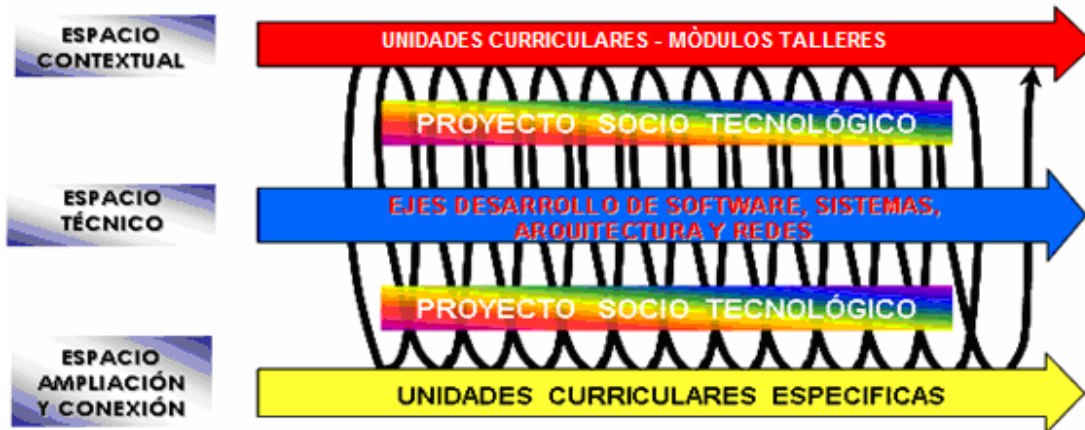 ESPACIO
CONTEXTUAL
UNIDADES CURRICULARES - MÒDULOS TALLERES
PROYECTO SOCIO TECNOLÓGICO
ESPACIO
TÉCNICO
EJES DESARROLLO DE SOFTWARE, SISTEMAS,
ARQUITECTURA Y REDES
PROYECTO SOCIO TECNOLÓGICO
ESPACIO
AMPLIACIÓN
Y CONEXIÓN
UNIDADES CURRICULARES ESPECIFICAS